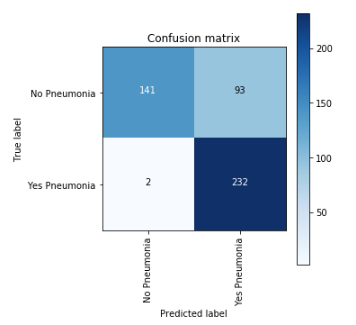 Confusion matrix
True label
No Pneumonia
141
93
Yes Pneumonia
2
232
No Pneumonia
Yes Pneumonia
Predicted label
200
150
100
50